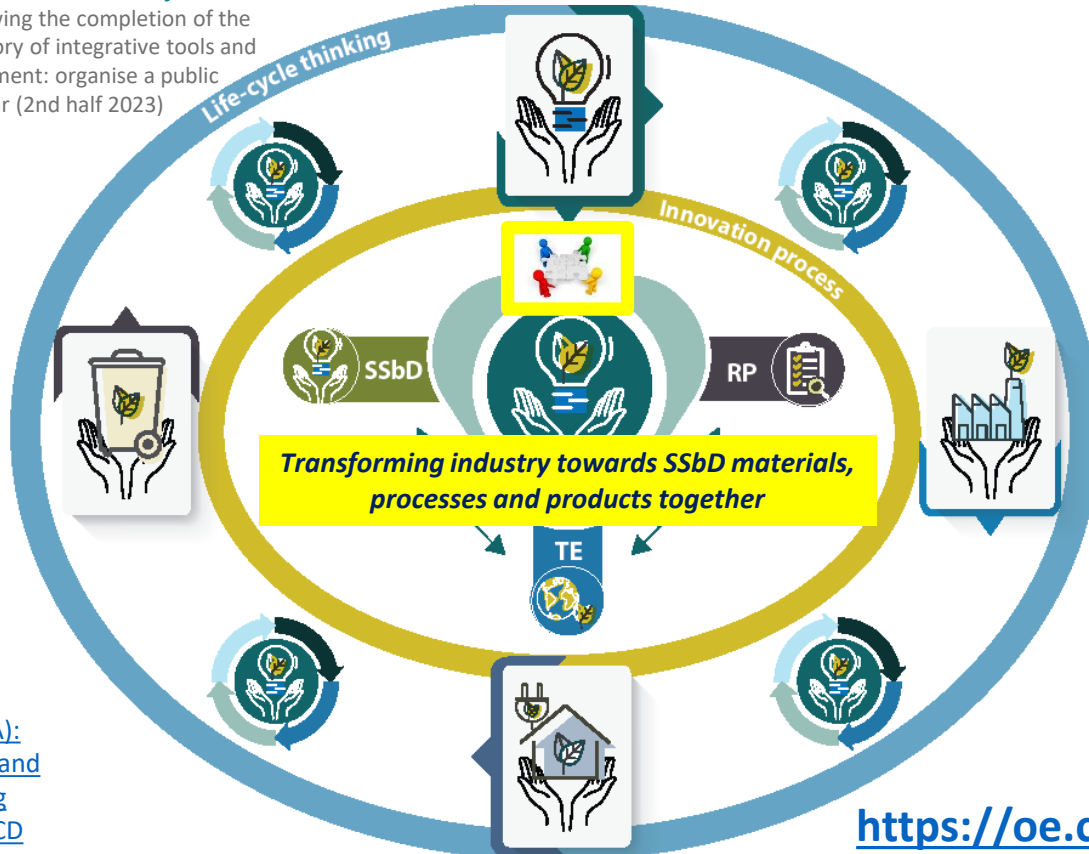 ing the completion of the
ory of integrative tools and
ment: organise a public
r (2nd half 2023)
Life-cycle thinking
Innovation process
SSbD
RP
Transforming industry towards SSbD materials,
processes and products together
TE
A):
and
g
CD
https://oe.c